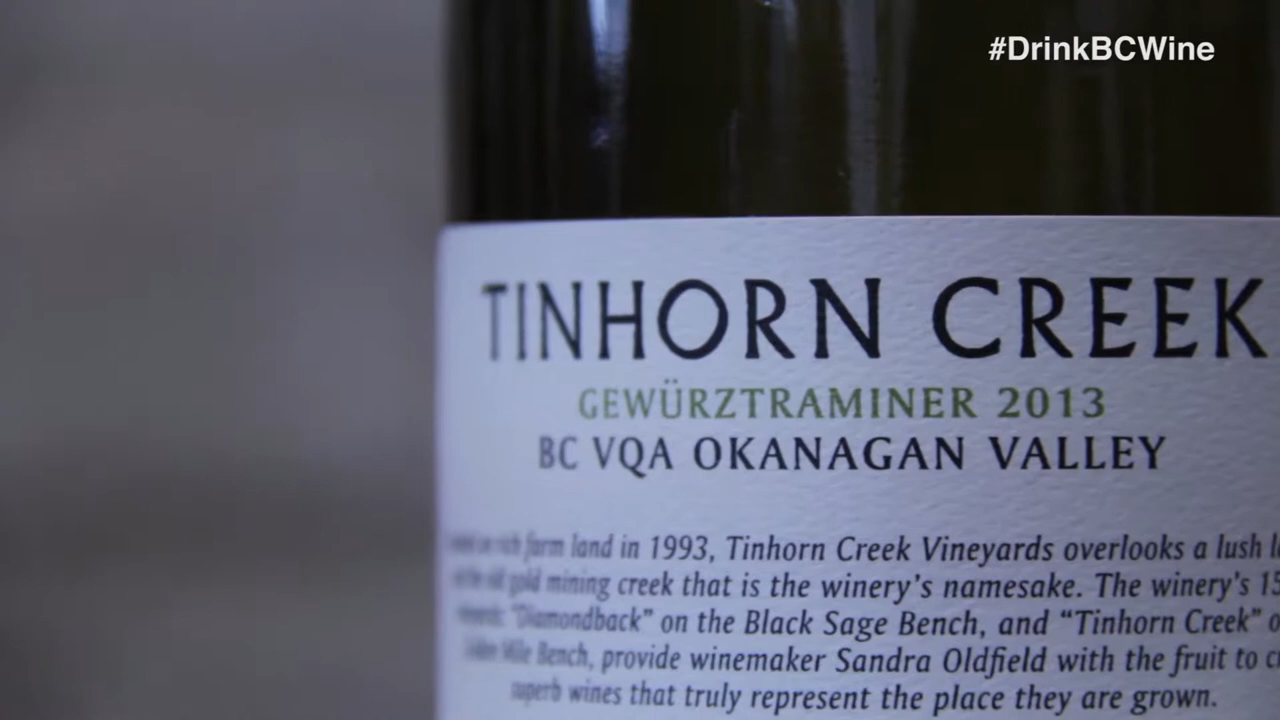 #DrinkBCWine
TINHORN CREEK
GEWÜRZTRAMINER 2013
BC VQA OKANAGAN VALLEY
rich farm land in 1993, Tinhorn Creek Vineyards overlooks a lush
old gold mining creek that is the winery's namesake. The winery's
"Diamondback" on the Black Sage Bench, and "Tinhorn Creek"
Mile Bench, provide winemaker Sandra Oldfield with the fruit to
superb wines that truly represent the place they are grown.